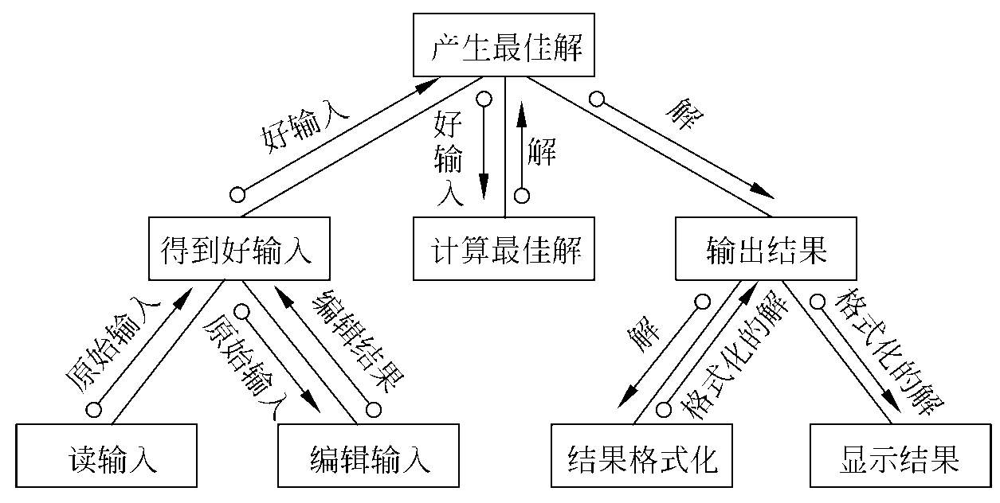 产生最佳解
好输入
好输入
解
解
得到好输入
计算最佳解
输出结果
原始输入
原始输入
编辑结果
解
格式化的解
格式化的解
读输入
编辑输入
结果格式化
显示结果